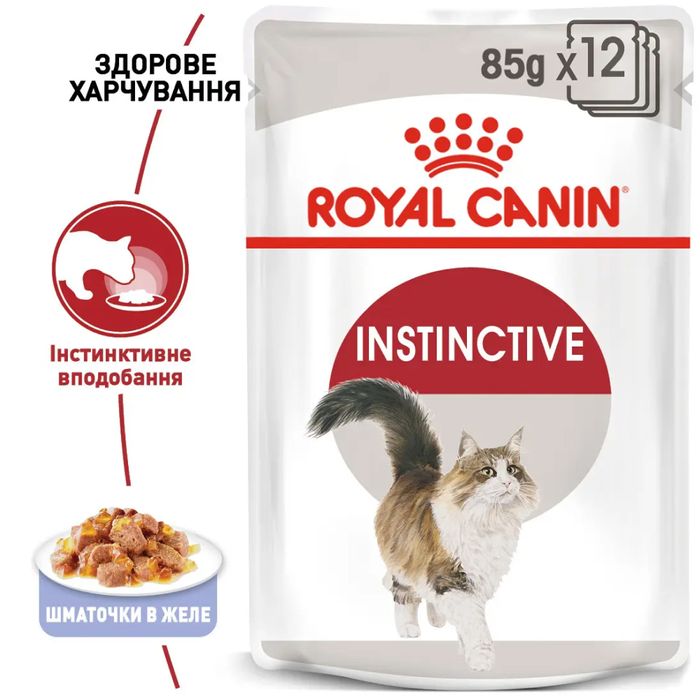 ЗДОРОВЕ
ХАРЧУВАННЯ
85g x12
ROYAL CANIN®
INSTINCTIVE
Інстинктивне
вподобання
ШМАТОЧКИ В ЖЕЛЕ